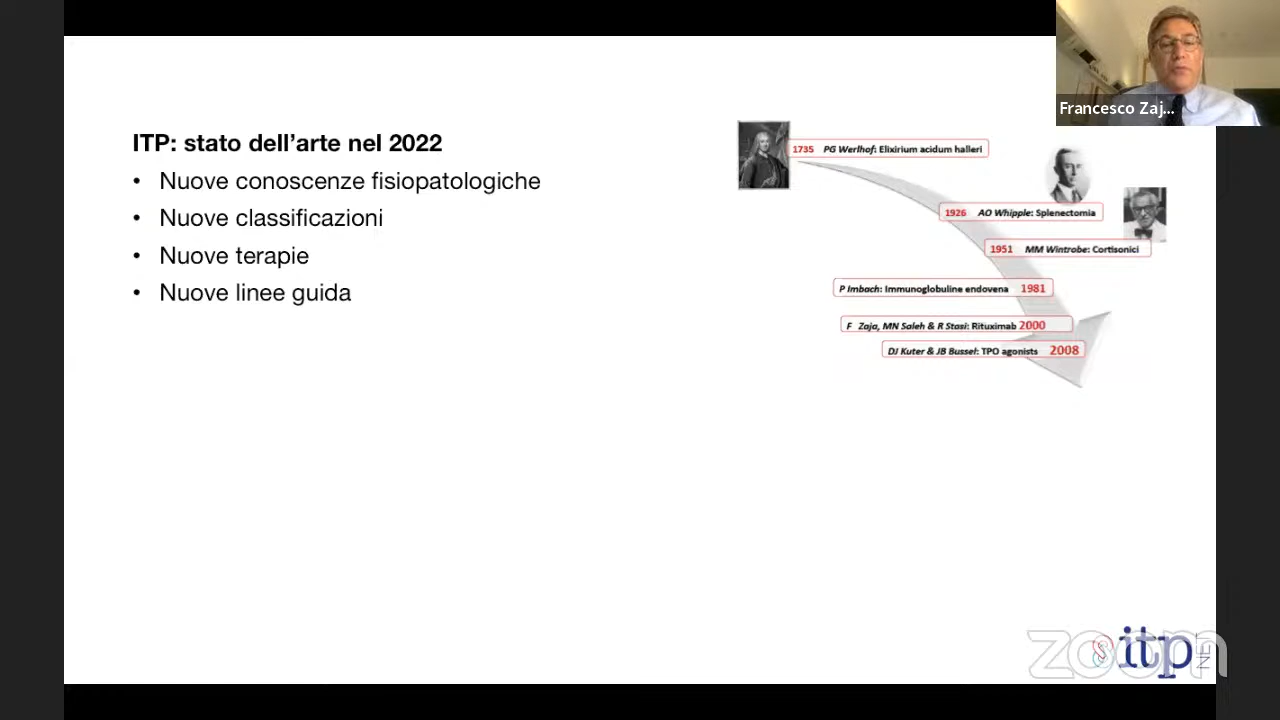 Francesco Zaj...
ITP: stato dell'arte nel 2022
• Nuove conoscenze fisiopatologiche
• Nuove classificazioni
• Nuove terapie
• Nuove linee guida
1735 PG Werlhof: Elixirium acidum halleri
1926 AO Whipple: Splenectomia
1951 MM Wintrobe: Cortisonici
P Imbach: Immunoglobuline endovena 1981
F Zaja, MN Saleh & R Stasi: Rituximab 2000
DJ Kuter & JB Bussel: TPO agonists 2008
zoom
itp
NET